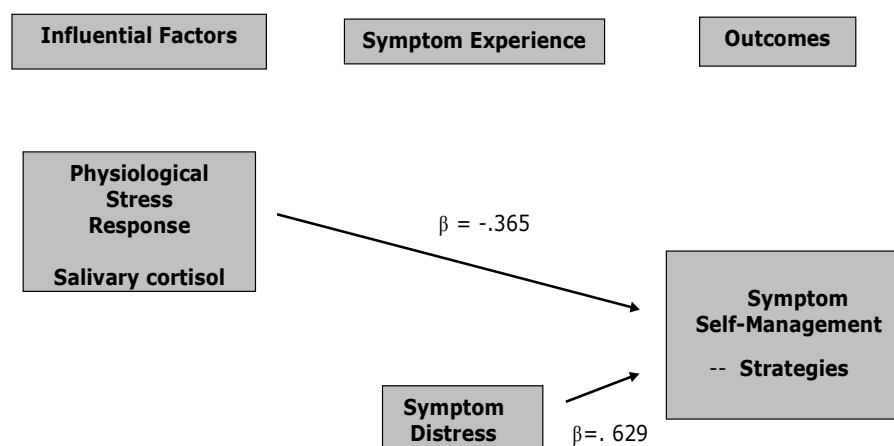 Influential Factors
Symptom Experience
Outcomes
Physiological
Stress
Response
Salivary cortisol
β = -.365
Symptom
Self-Management
-- Strategies
Symptom
Distress
β=. 629